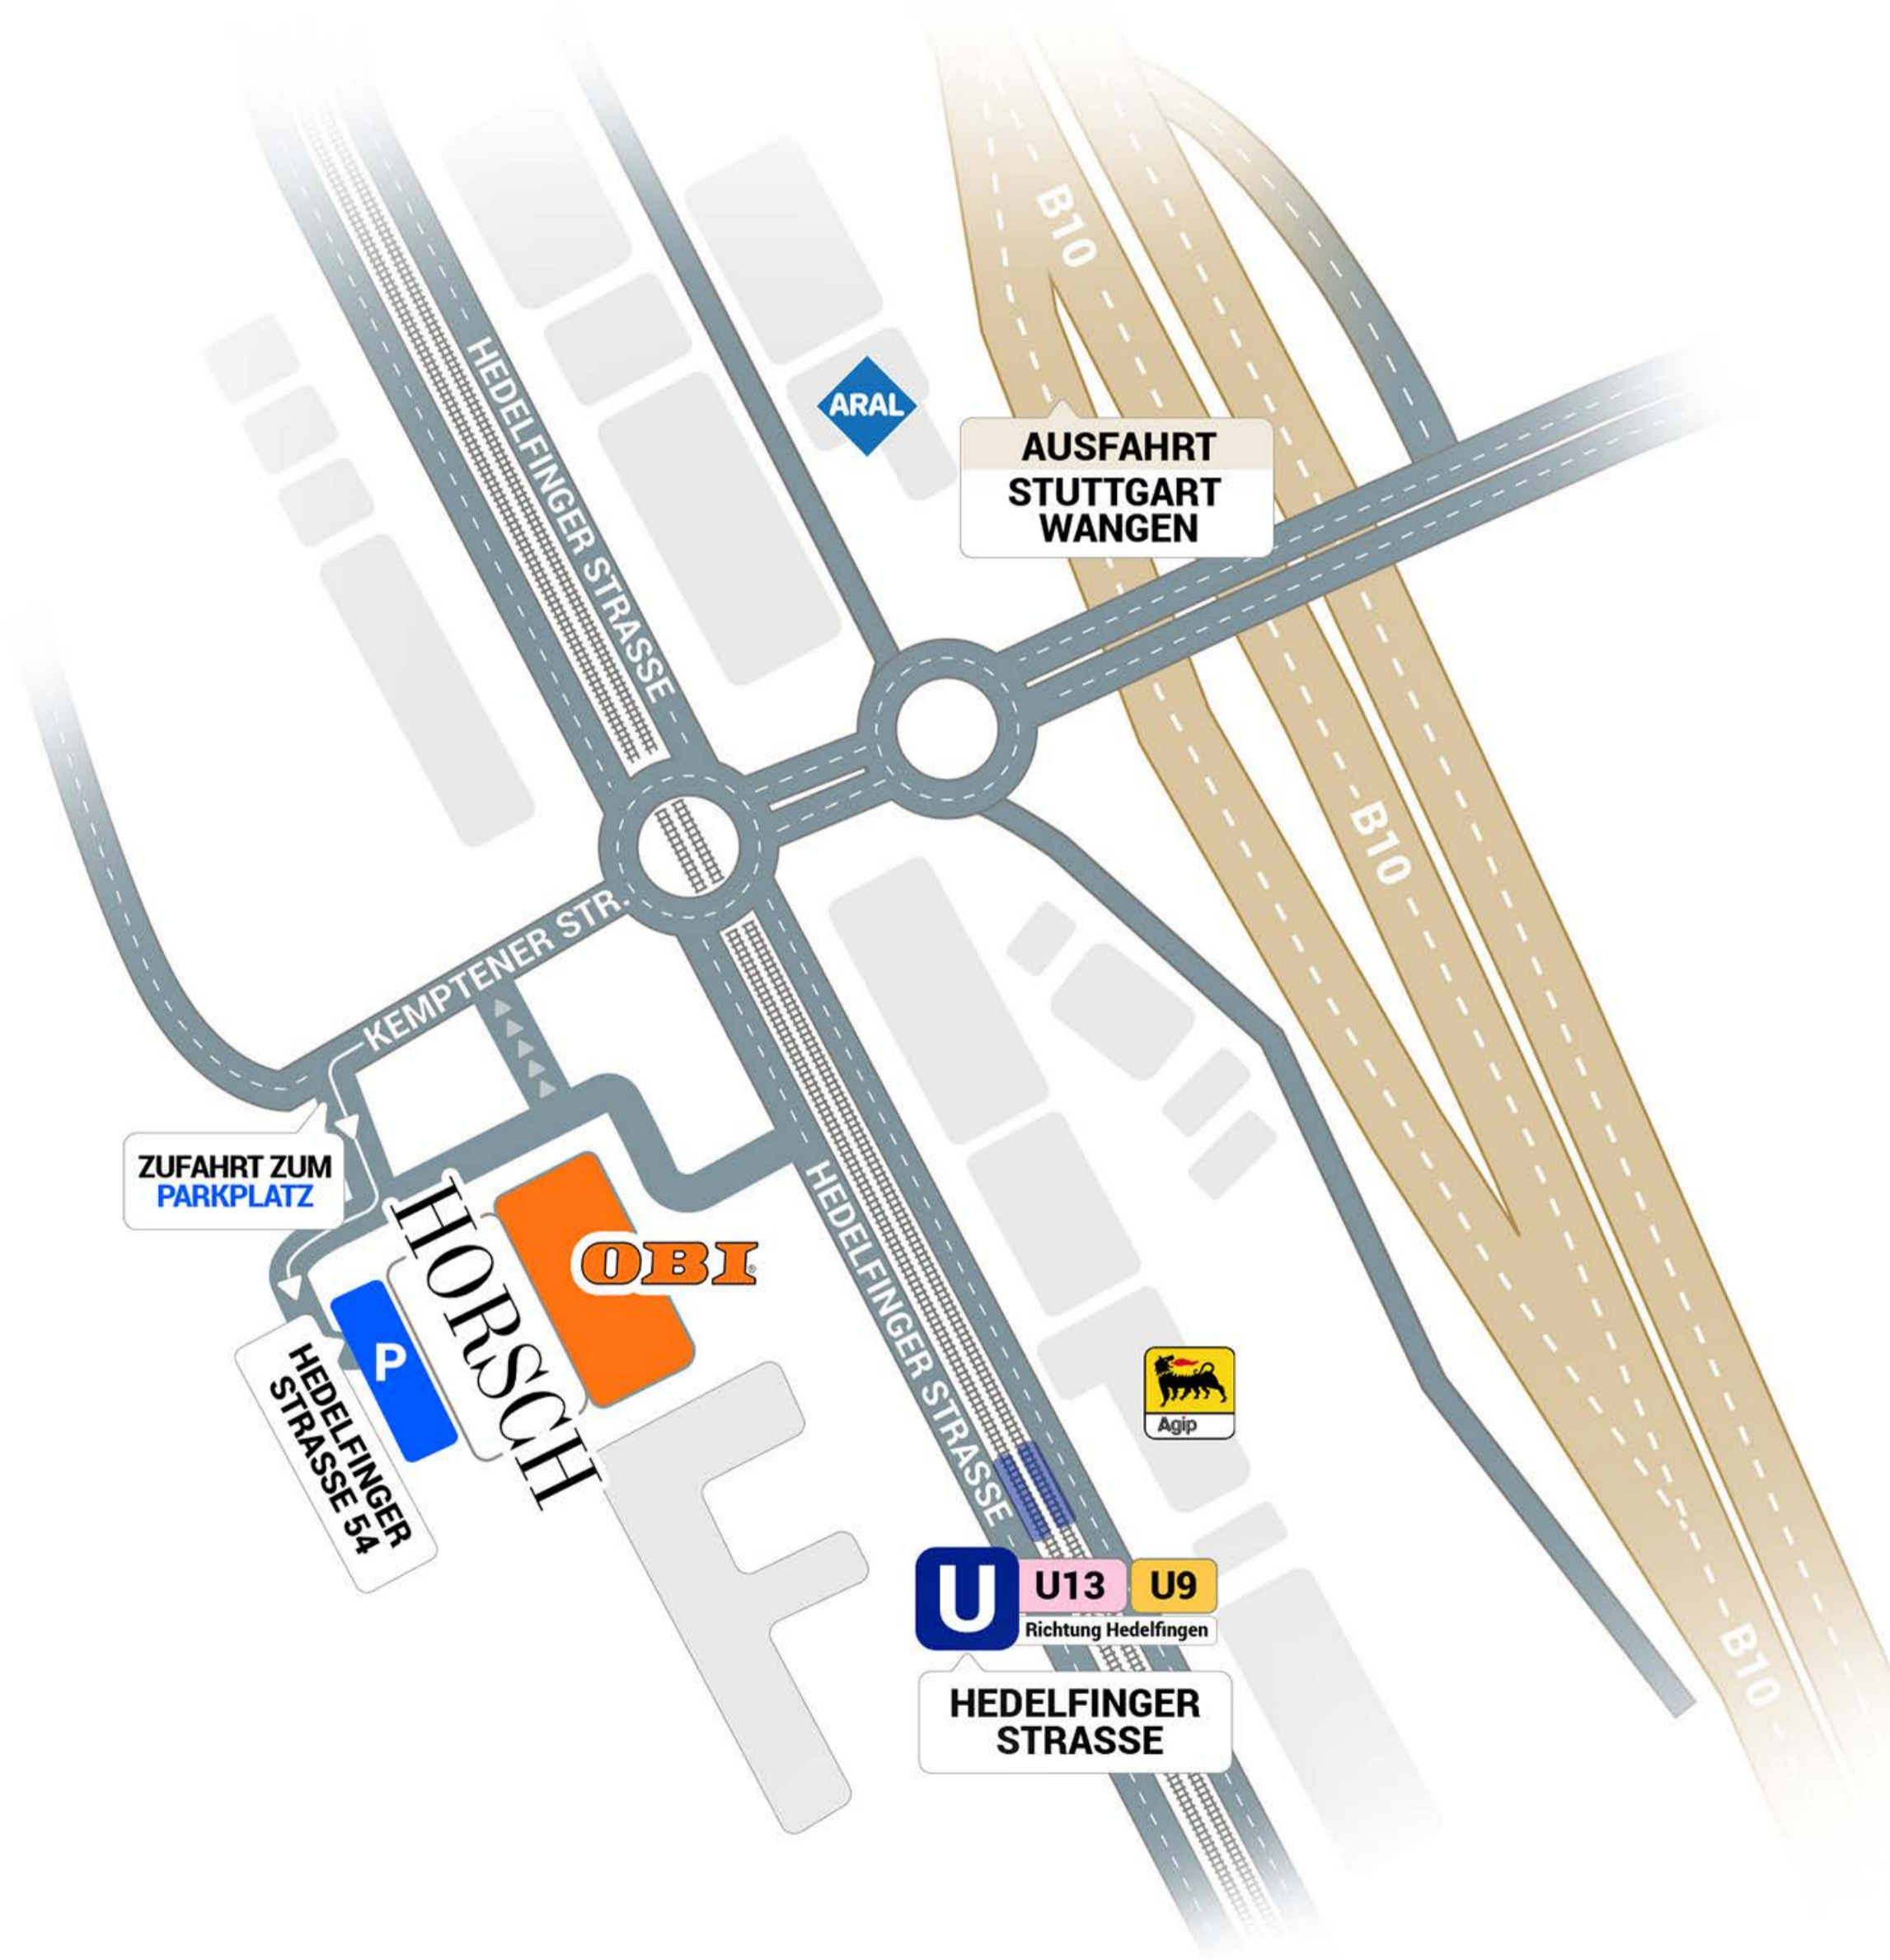 B10
HEDELFINGER STRASSE
ARAL
AUSFAHRT
STUTTGART
WANGEN
B10
KEMPTENER STR.
ZUFAHRT ZUM
PARKPLATZ
HORSCH
OBI
®
HEDELFINGER STRASSE
P
HEDELFINGER
STRASSE 54
Agip
U
U13
U9
Richtung Hedelfingen
B10
HEDELFINGER
STRASSE